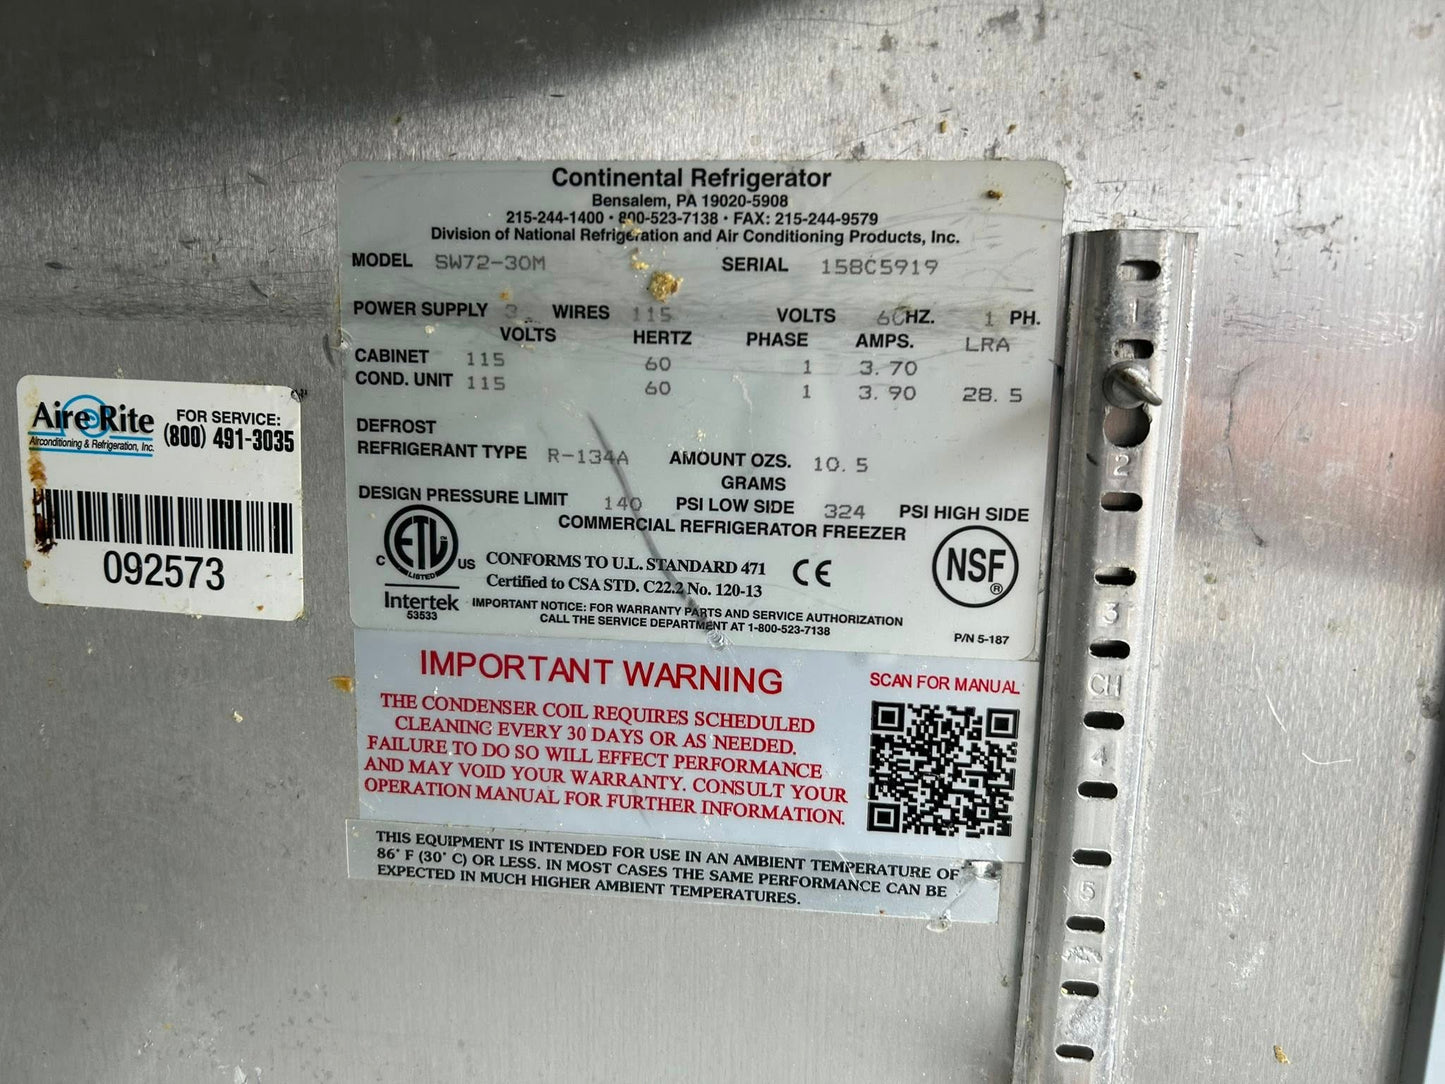 Continental Refrigerator
Bensalem, PA 19020-5908
215-244-1400 • 800-523-7138 • FAX: 215-244-9579
Division of National Refrigeration and Air Conditioning Products, Inc.
MODEL SW72-30M SERIAL 158C5919
POWER SUPPLY 3 WIRES 115 VOLTS 60 HZ. 1 PH.
VOLTS HERTZ PHASE AMPS. LRA
CABINET 115 60 1 3.70
COND. UNIT 115 60 1 3.90 28.5
DEFROST
REFRIGERANT TYPE R-134A AMOUNT OZS. 10.5
GRAMS
DESIGN PRESSURE LIMIT 140 PSI LOW SIDE 324 PSI HIGH SIDE
COMMERCIAL REFRIGERATOR FREEZER
ETL
LISTED
C US
CONFORMS TO U.L. STANDARD 471
Certified to CSA STD. C22.2 No. 120-13
CE
NSF
®
Intertek
53533
IMPORTANT NOTICE: FOR WARRANTY PARTS AND SERVICE AUTHORIZATION
CALL THE SERVICE DEPARTMENT AT 1-800-523-7138
P/N 5-187
IMPORTANT WARNING
THE CONDENSER COIL REQUIRES SCHEDULED
CLEANING EVERY 30 DAYS OR AS NEEDED.
FAILURE TO DO SO WILL EFFECT PERFORMANCE
AND MAY VOID YOUR WARRANTY. CONSULT YOUR
OPERATION MANUAL FOR FURTHER INFORMATION.
SCAN FOR MANUAL
THIS EQUIPMENT IS INTENDED FOR USE IN AN AMBIENT TEMPERATURE OF
86° F (30° C) OR LESS. IN MOST CASES THE SAME PERFORMANCE CAN BE
EXPECTED IN MUCH HIGHER AMBIENT TEMPERATURES.
Aire Rite
Airconditioning & Refrigeration, Inc.
FOR SERVICE:
(800) 491-3035
092573
1
2
3
CH
4
5